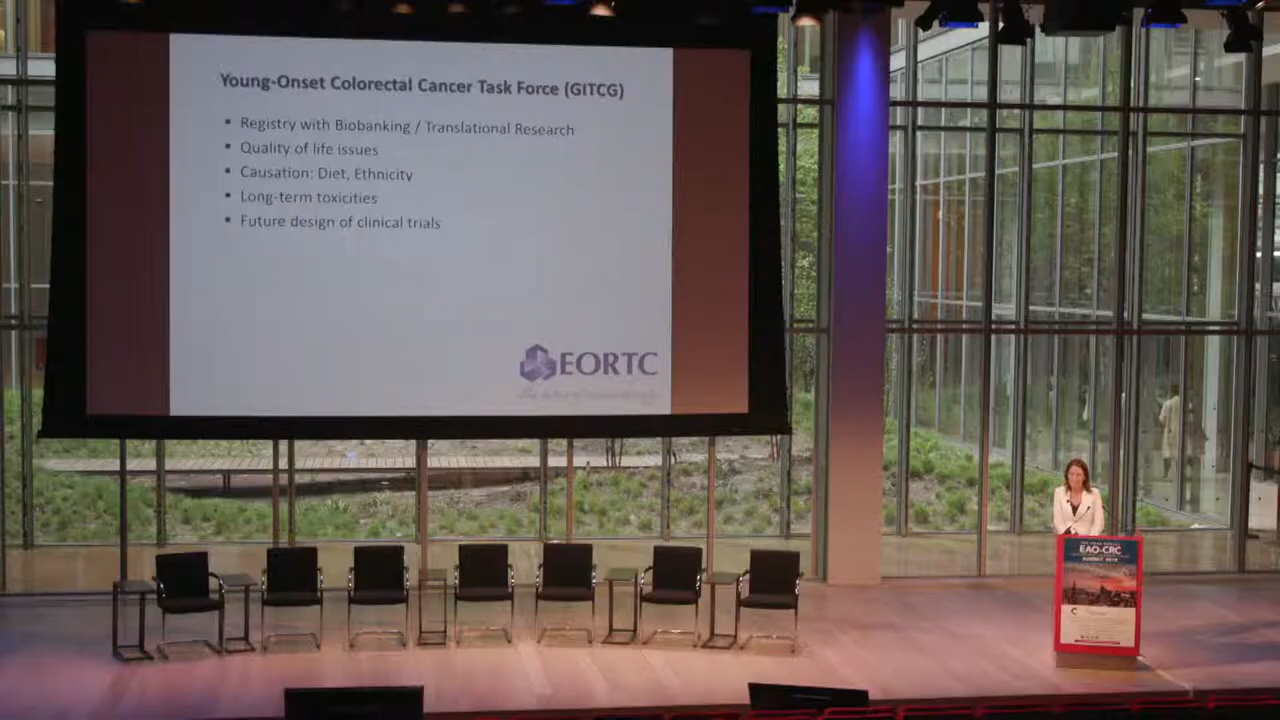 Young-Onset Colorectal Cancer Task Force (GITCG)
▪ Registry with Biobanking / Translational Research
▪ Quality of life issues
▪ Causation: Diet, Ethnicity
▪ Long-term toxicities
▪ Future design of clinical trials
EORTC
EAO-CRC